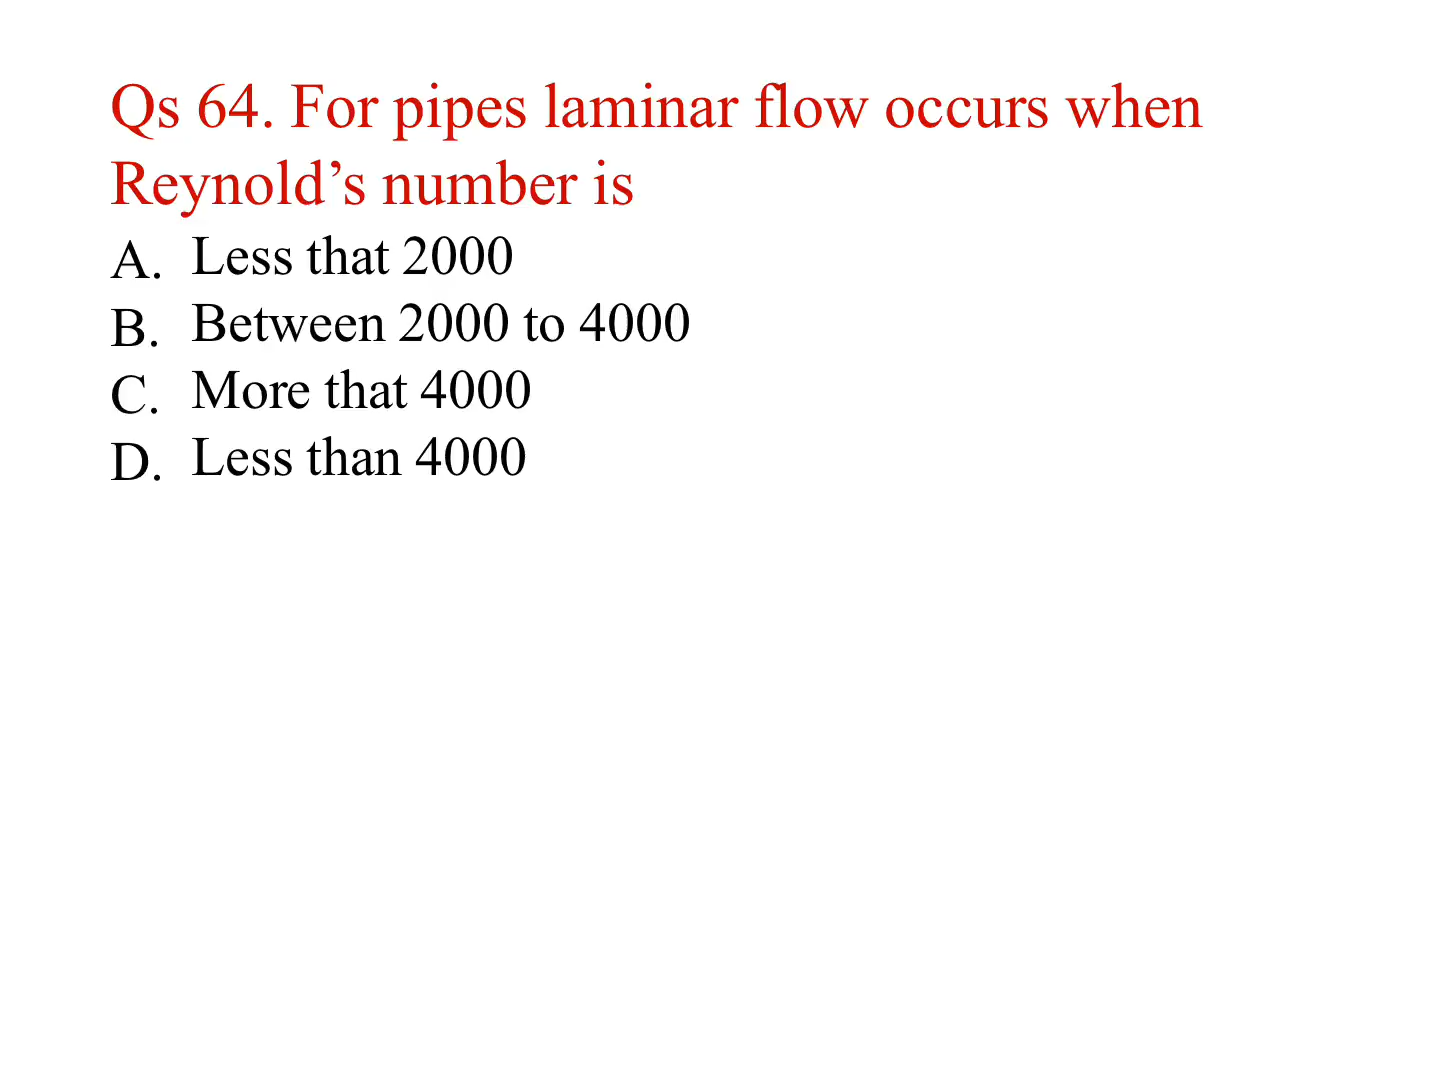 Qs 64. For pipes laminar flow occurs when
Reynold’s number is
A. Less that 2000
B. Between 2000 to 4000
C. More that 4000
D. Less than 4000